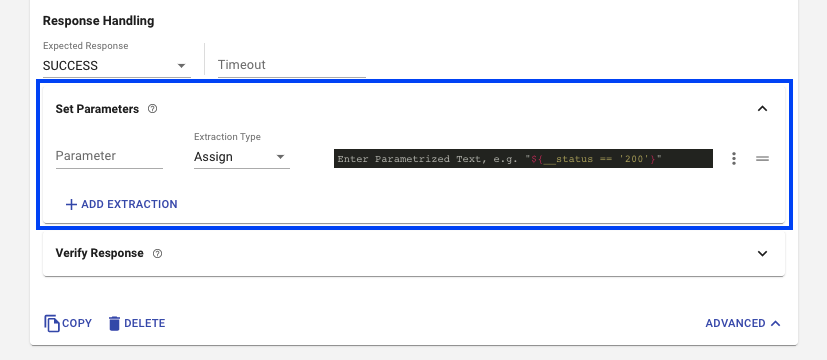 Response Handling
Expected Response
SUCCESS
Timeout
Set Parameters
Extraction Type
Parameter
Assign
Enter Parametrized Text, e.g. "${__status == '200'}"
ADD EXTRACTION
Verify Response
COPY
DELETE
ADVANCED